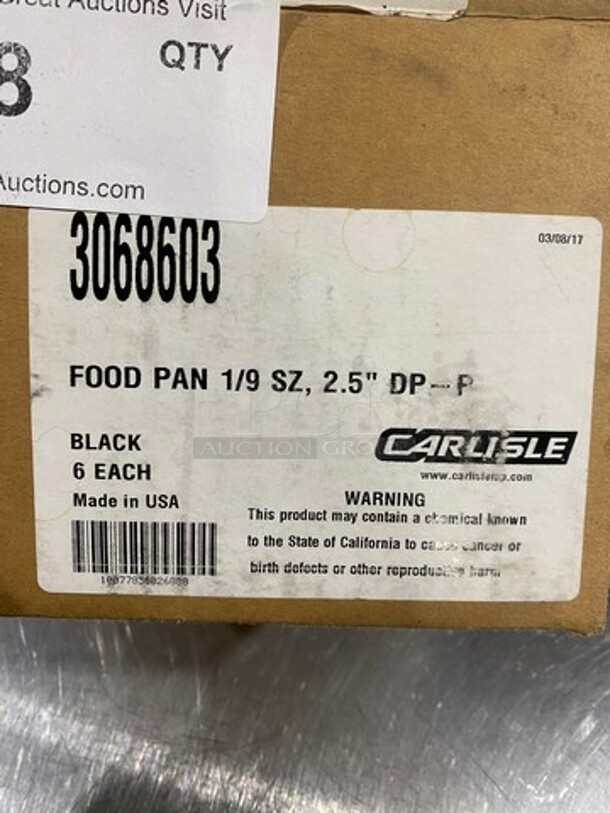 Great Auctions Visit
8 QTY
Auctions.com
3068603
03/08/17
FOOD PAN 1/9 SZ, 2.5" DP-P
BLACK
AUCTION GRO
CARLISLE
6 EACH
www.carlislefsp.com
Made in USA
WARNING
This product may contain a chemical known
to the State of California to cause cancer or
birth defects or other reproductive harm